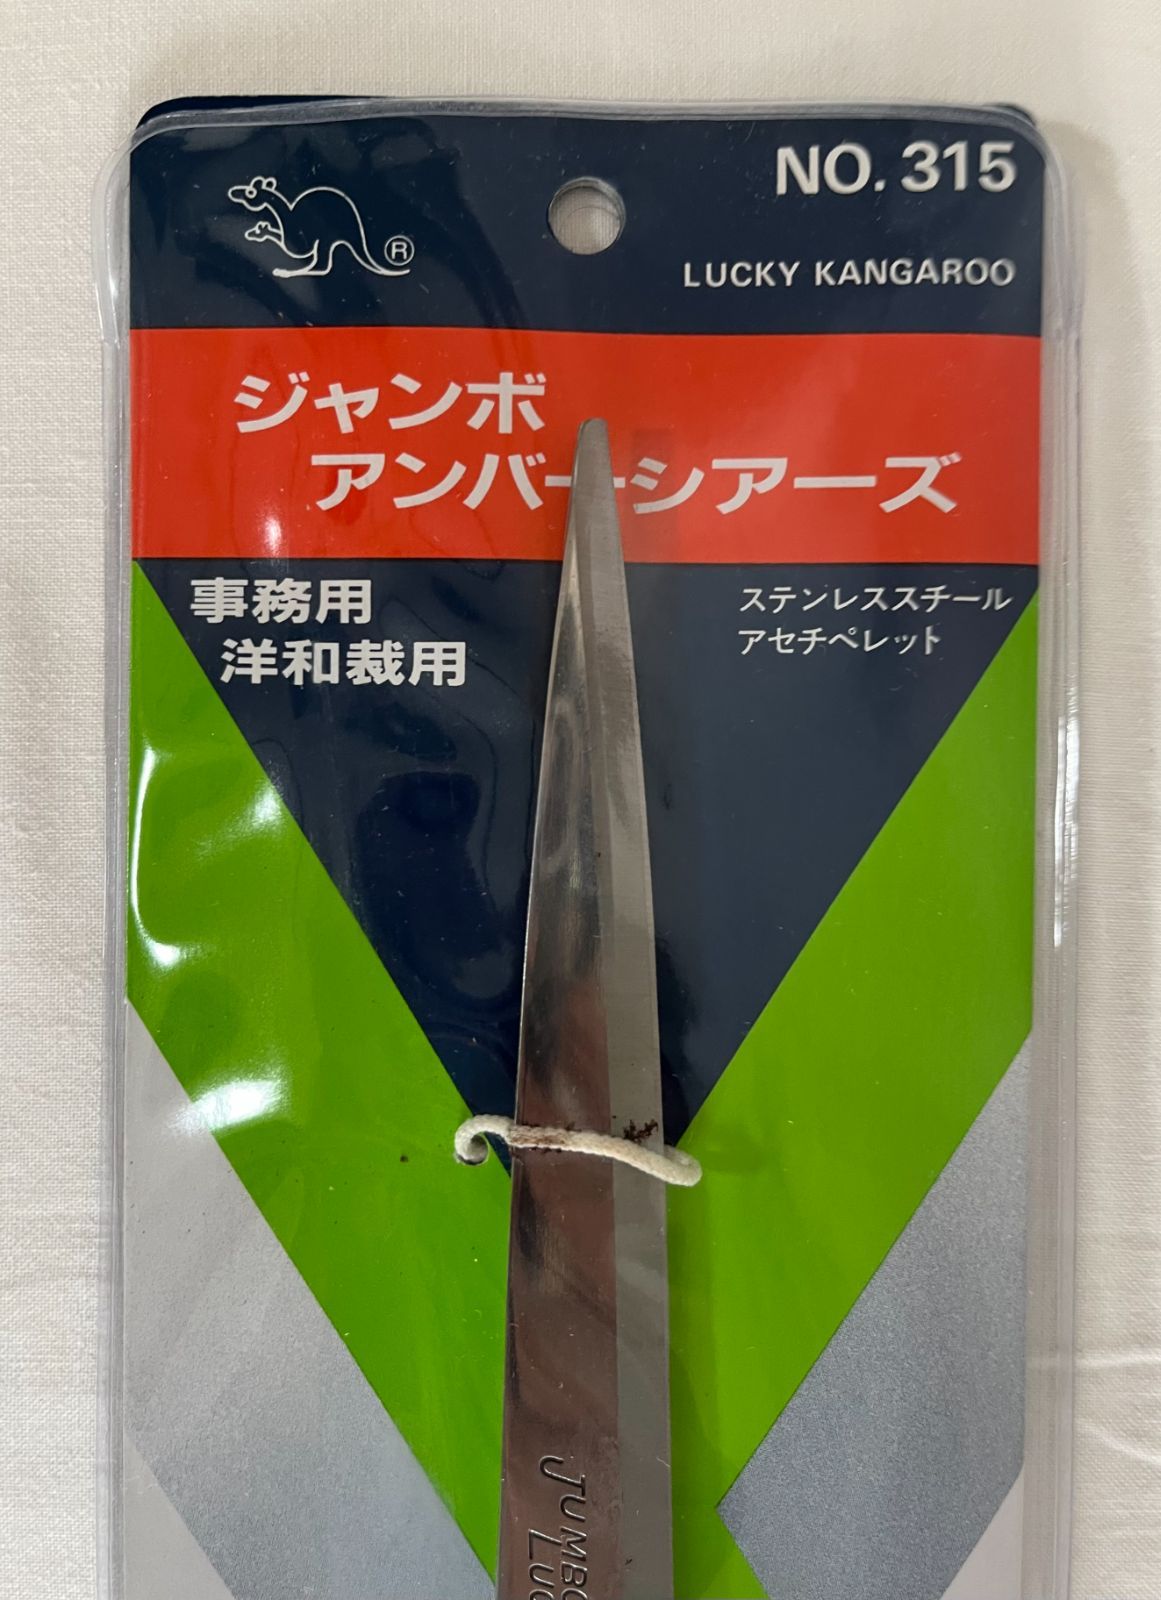 NO. 315
®
LUCKY KANGAROO
ジャンボ
アンバーシアーズ
事務用
洋和裁用
ステンレススチール
アセチペレット
JUMBO
LUC